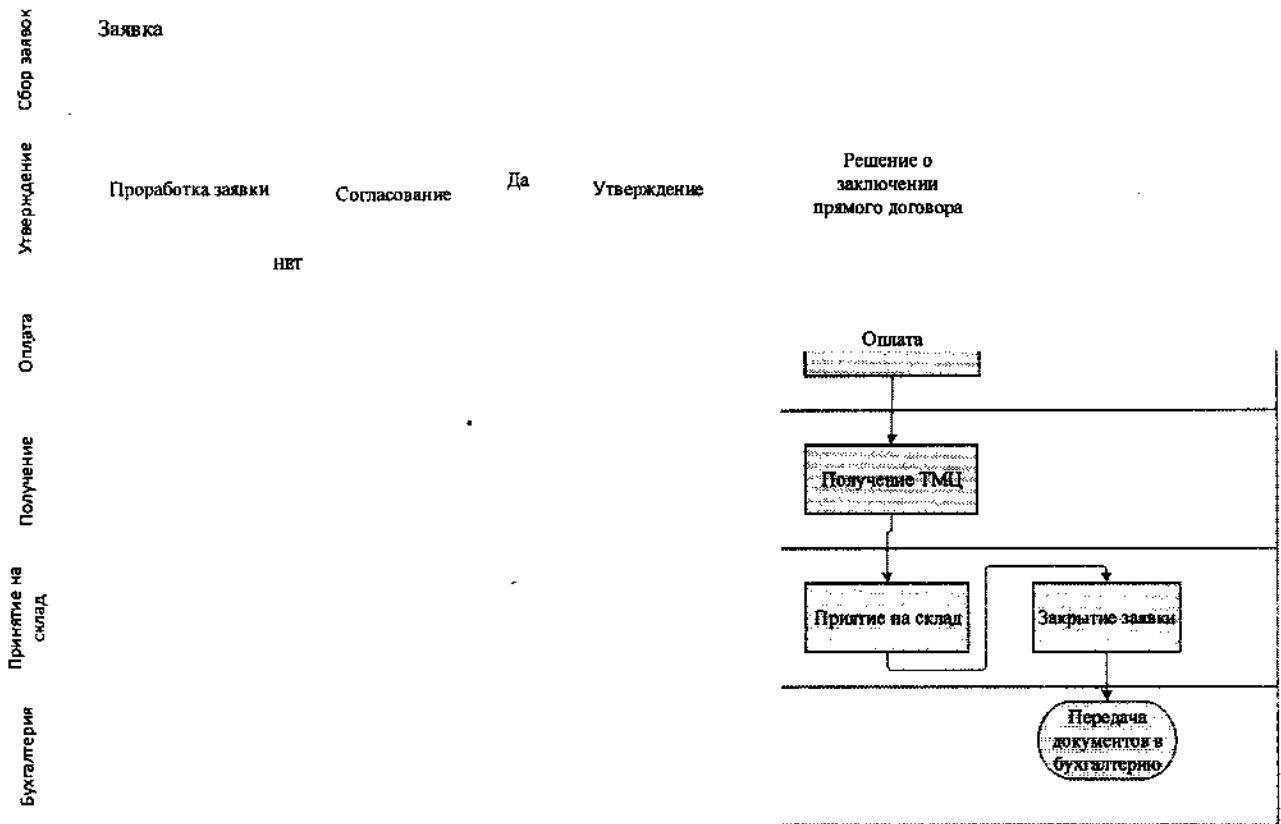 Сбор заявок
Заявка
Утверждение
Проработка заявки
Согласование
Да
Утверждение
Решение о
заключении
прямого договора
нет
Оплата
Оплата
Получение
Получение ТМЦ
Принятие на
склад
Приятие на склад
Закрытие заявки
Бухгалтерия
Передача
документов в
бухгалтерию